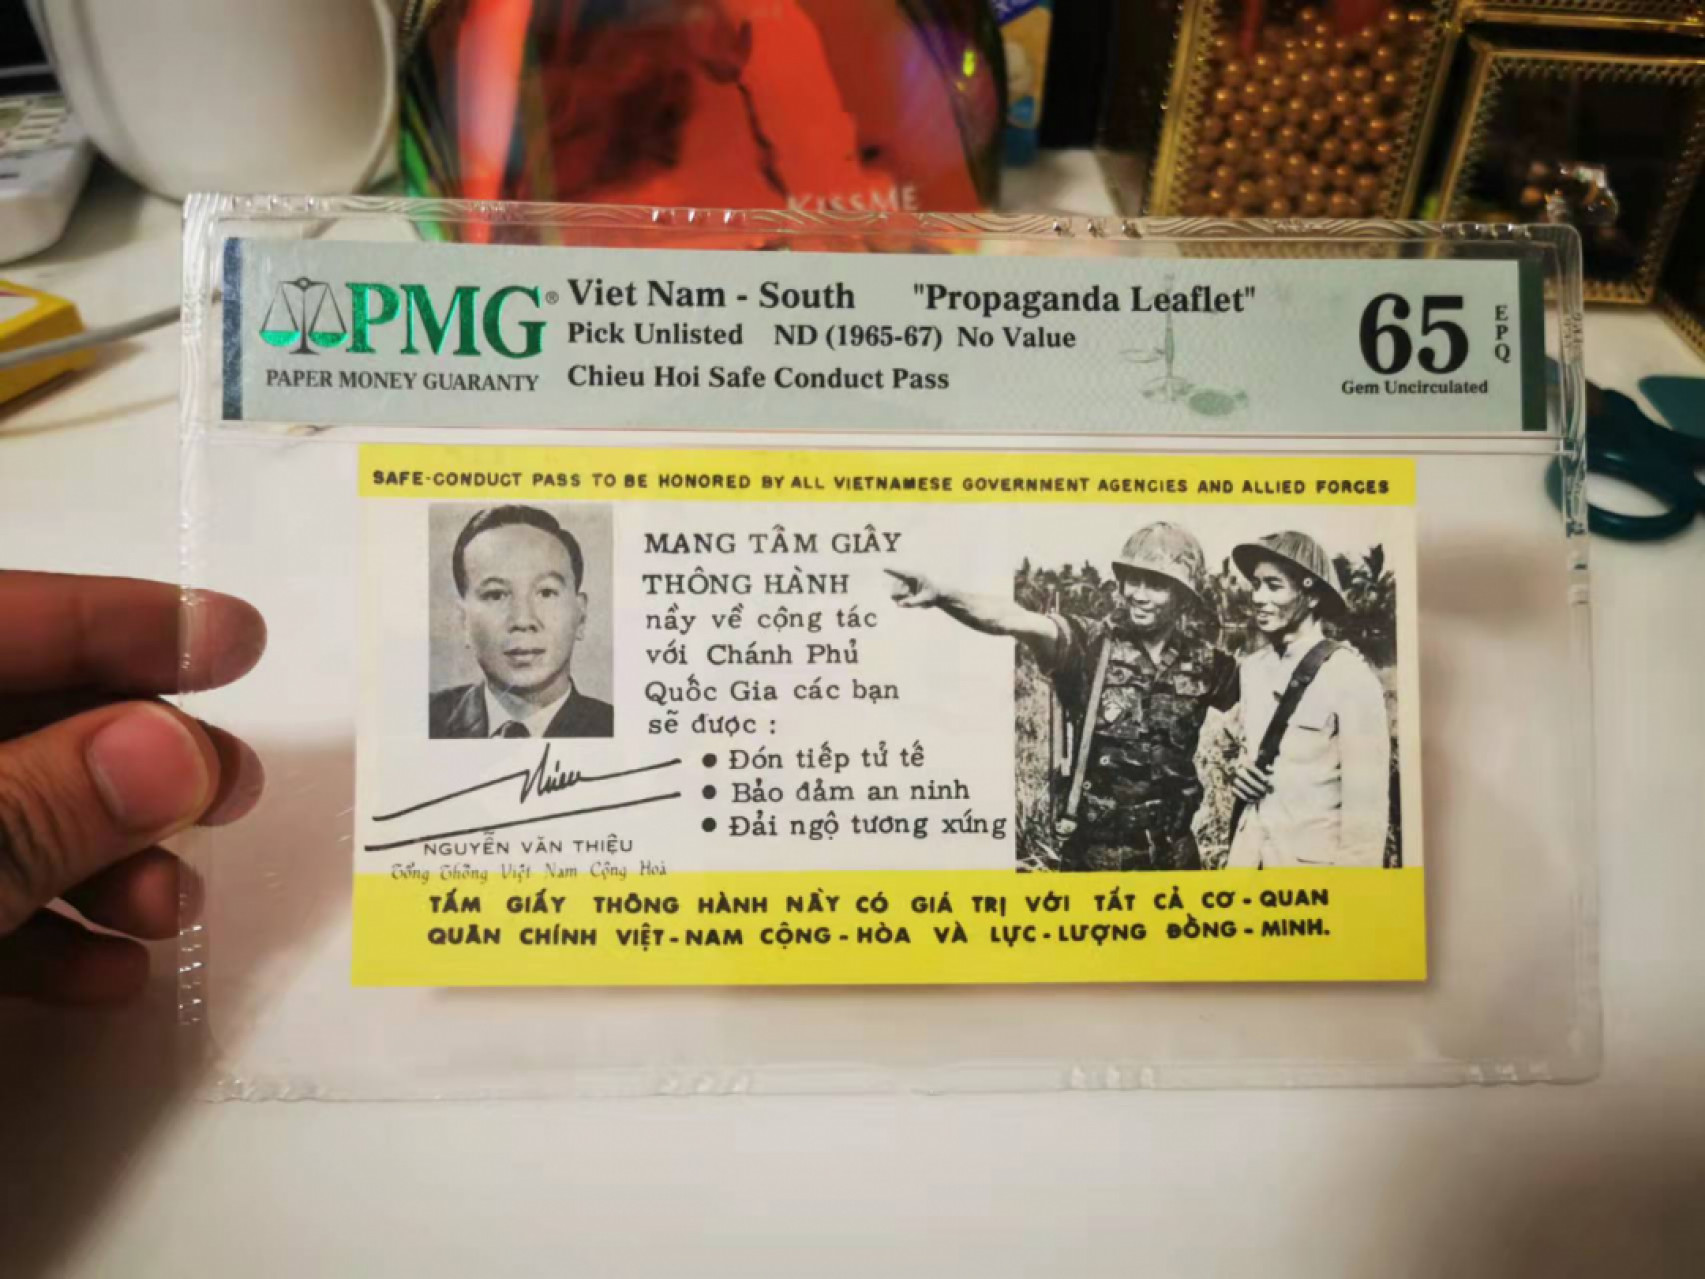 KISSME
PMG®
PAPER MONEY GUARANTY
Viet Nam - South "Propaganda Leaflet"
Pick Unlisted ND (1965-67) No Value
Chieu Hoi Safe Conduct Pass
65
EPQ
Gem Uncirculated
SAFE-CONDUCT PASS TO BE HONORED BY ALL VIETNAMESE GOVERNMENT AGENCIES AND ALLIED FORCES
MANG TẤM GIẤY
THÔNG HÀNH
nầy về cộng tác
với Chánh Phủ
Quốc Gia các bạn
sẽ được :
● Đón tiếp tử tế
● Bảo đảm an ninh
● Đải ngộ tương xứng
NGUYỄN VĂN THIỆU
Tổng Thống Việt Nam Cộng Hoà
TẤM GIẤY THÔNG HÀNH NẦY CÓ GIÁ TRỊ VỚI TẤT CẢ CƠ - QUAN
QUÂN CHÍNH VIỆT - NAM CỘNG - HÒA VÀ LỰC - LƯỢNG ĐỒNG - MINH.